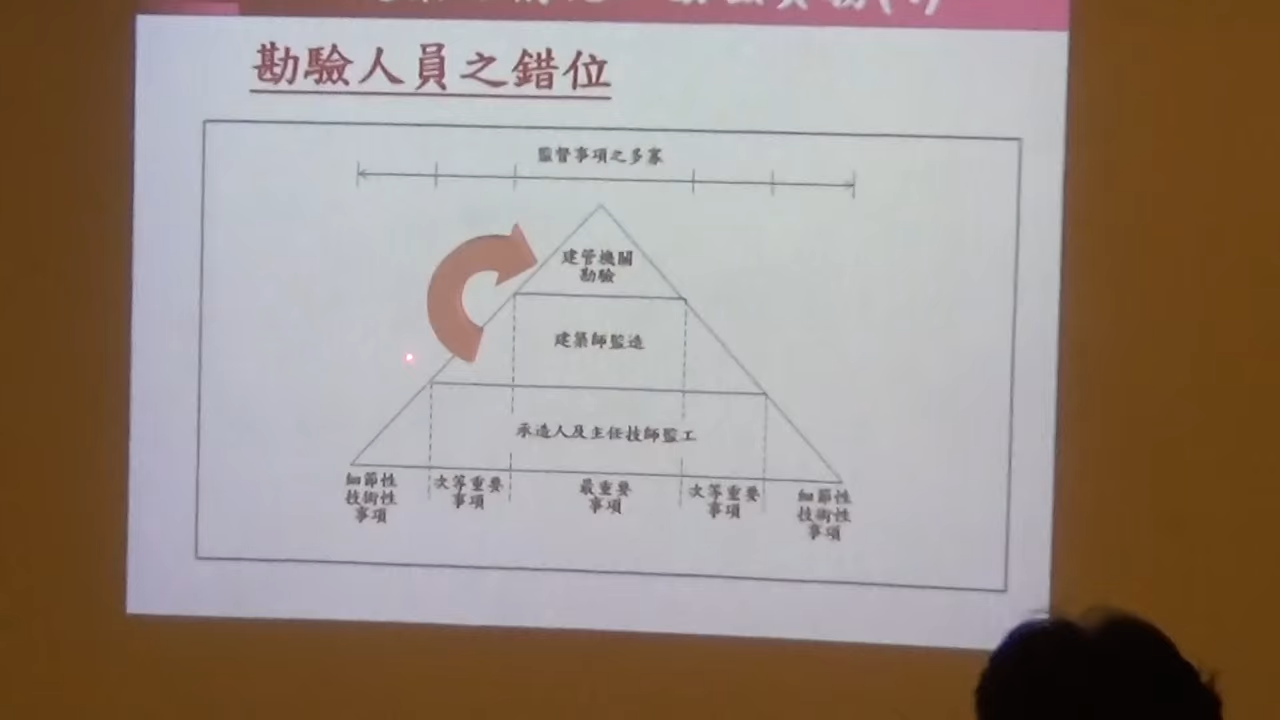 勘驗人員之錯位
監督事項之多寡
建管機關
勘驗
建築師監造
承造人及主任技師監工
細節性
技術性
事項
次等重要
事項
最重要
事項
次等重要
事項
細節性
技術性
事項